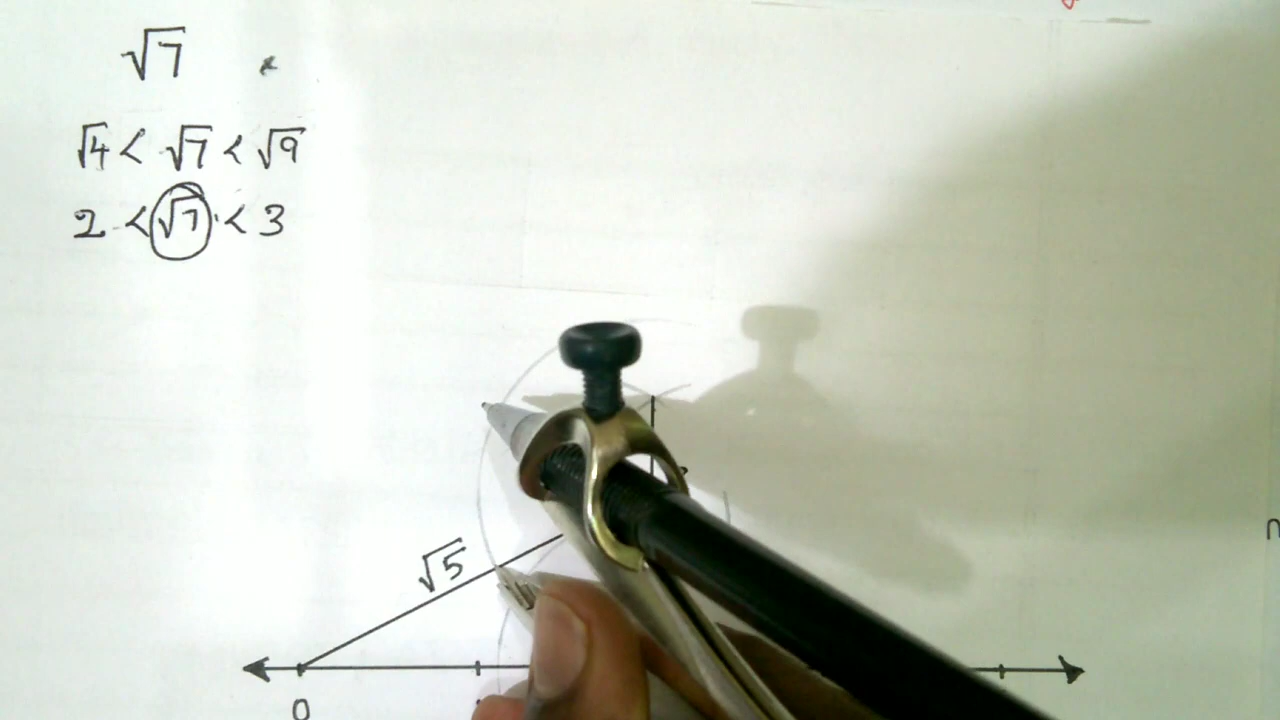 √7
√4 < √7 < √9
2 < √7 < 3
√5
0